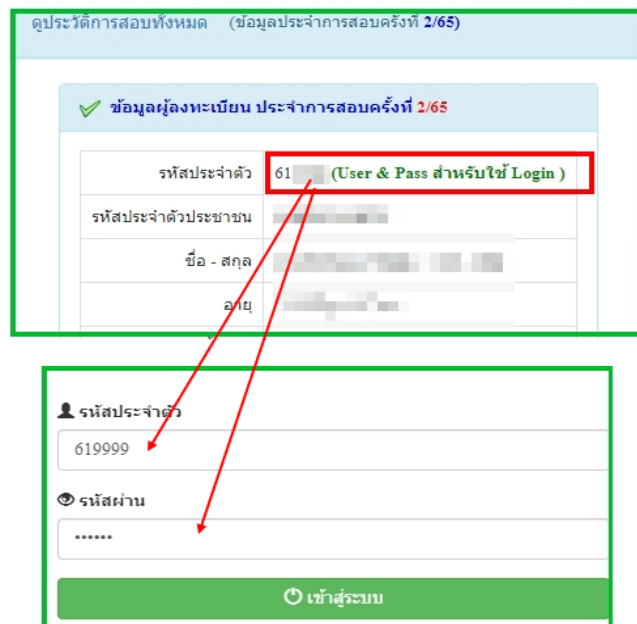 ดูประวัติการสอบทั้งหมด (ข้อมูลประจำการสอบครั้งที่ 2/65)
ข้อมูลผู้ลงทะเบียน ประจำการสอบครั้งที่ 2/65
รหัสประจำตัว 61 (User & Pass สำหรับใช้ Login )
รหัสประจำตัวประชาชน
ชื่อ - สกุล
อายุ
รหัสประจำตัว
619999
รหัสผ่าน
••••••
เข้าสู่ระบบ